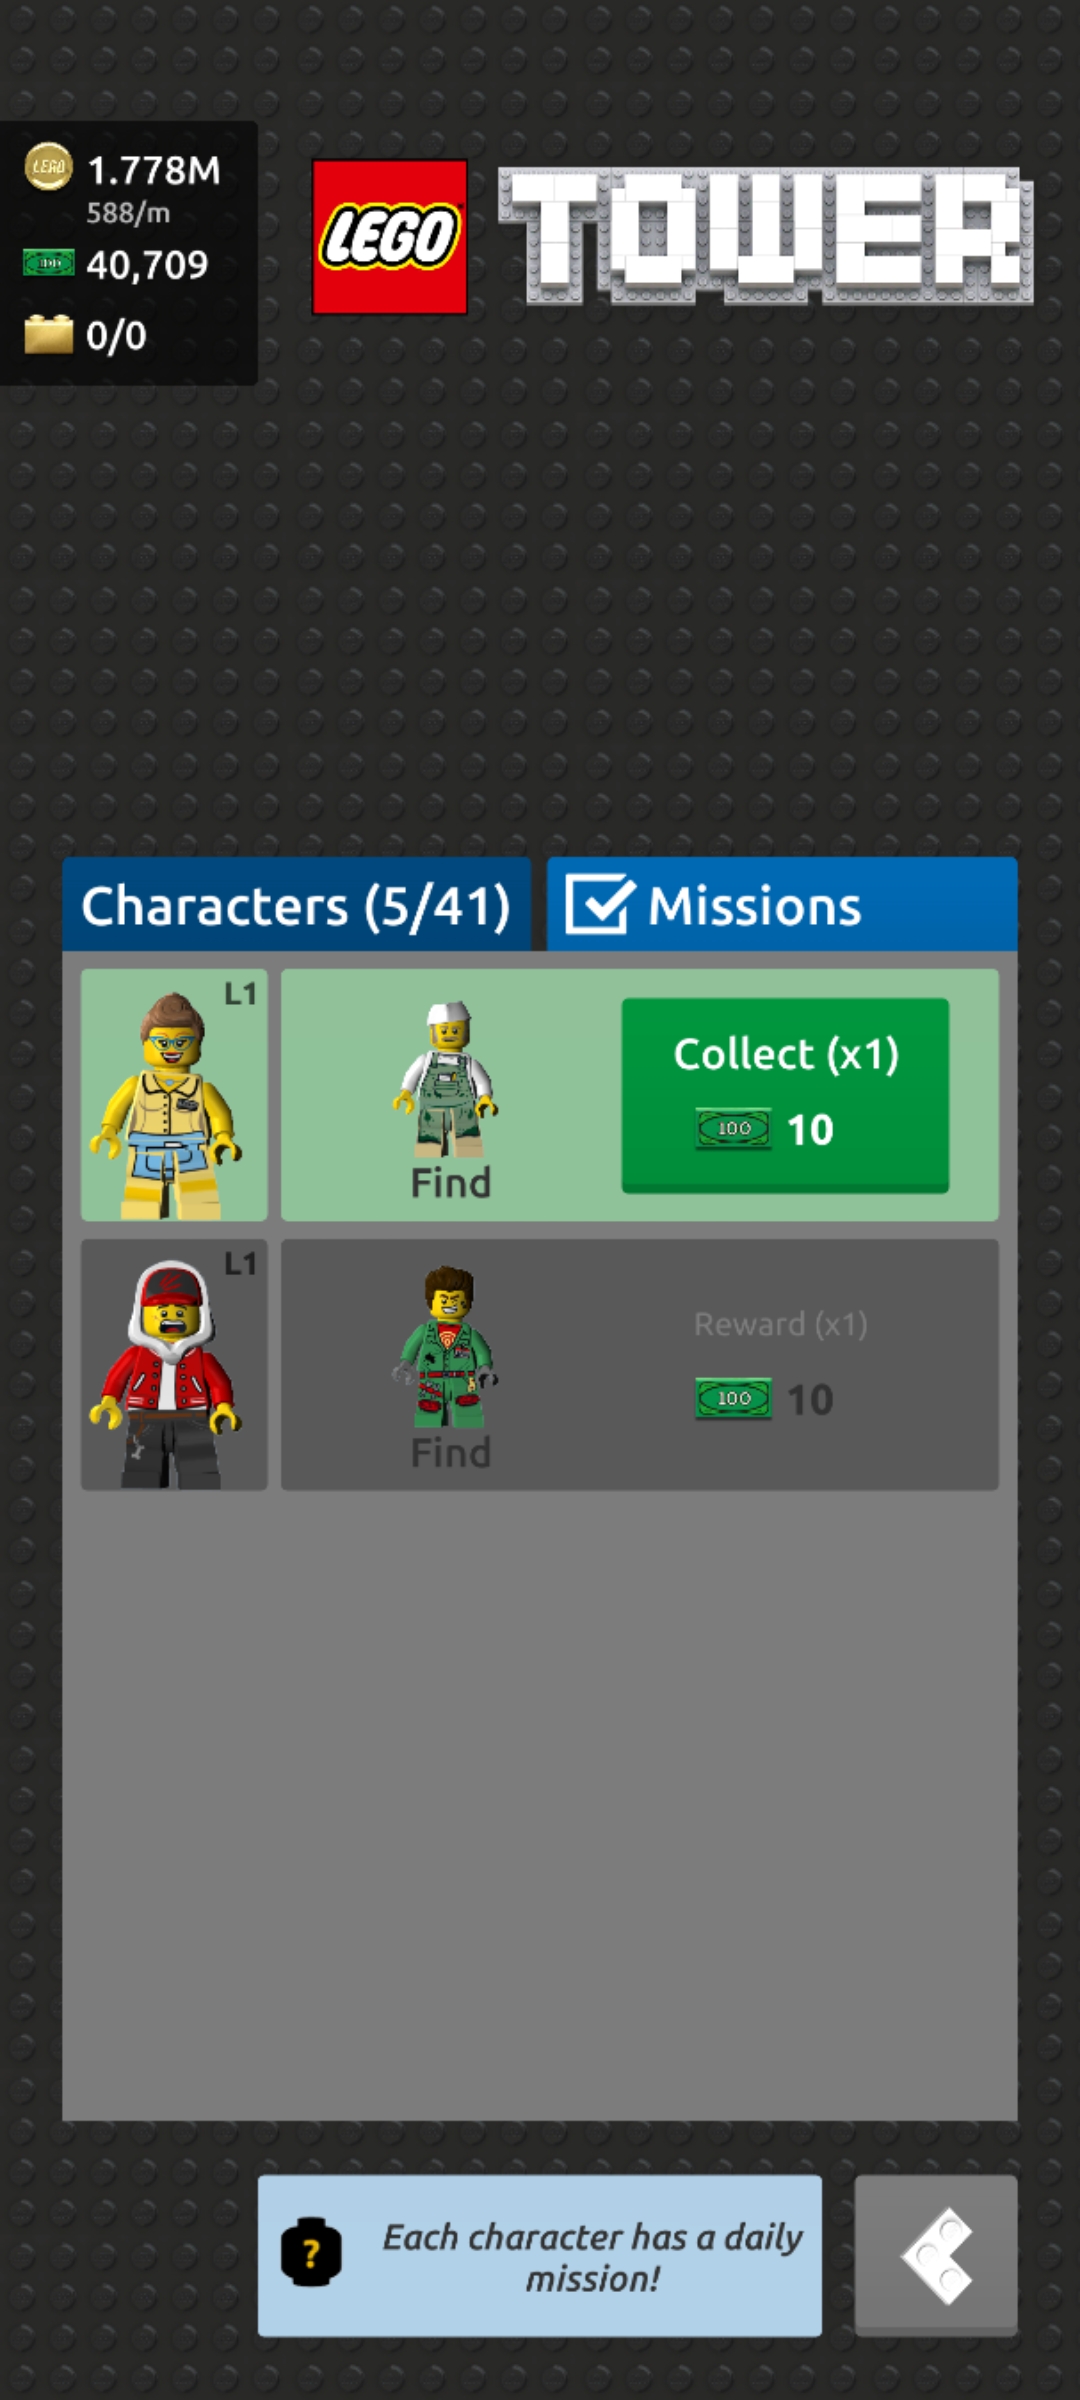 LEGO
1.778M
588/m
40,709
0/0
LEGO
TOWER
Characters (5/41)
Missions
L1
Find
Collect (x1)
100 10
L1
Find
Reward (x1)
100 10
?
Each character has a daily
mission!